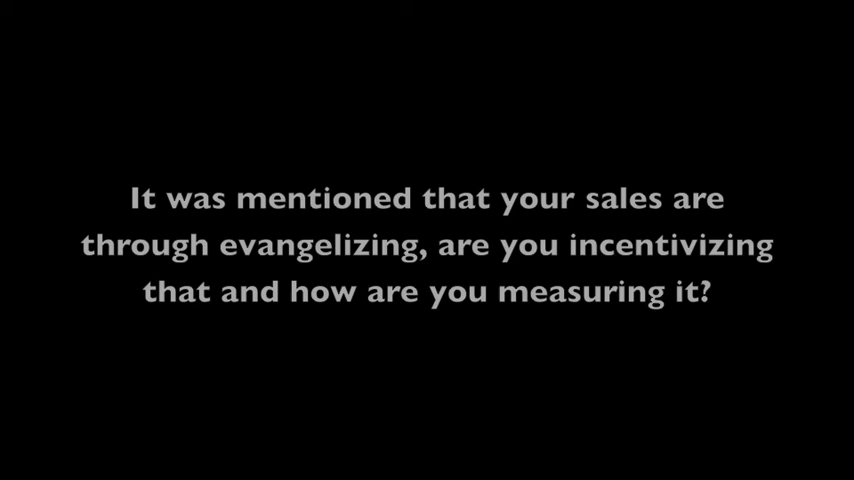 It was mentioned that your sales are
through evangelizing, are you incentivizing
that and how are you measuring it?